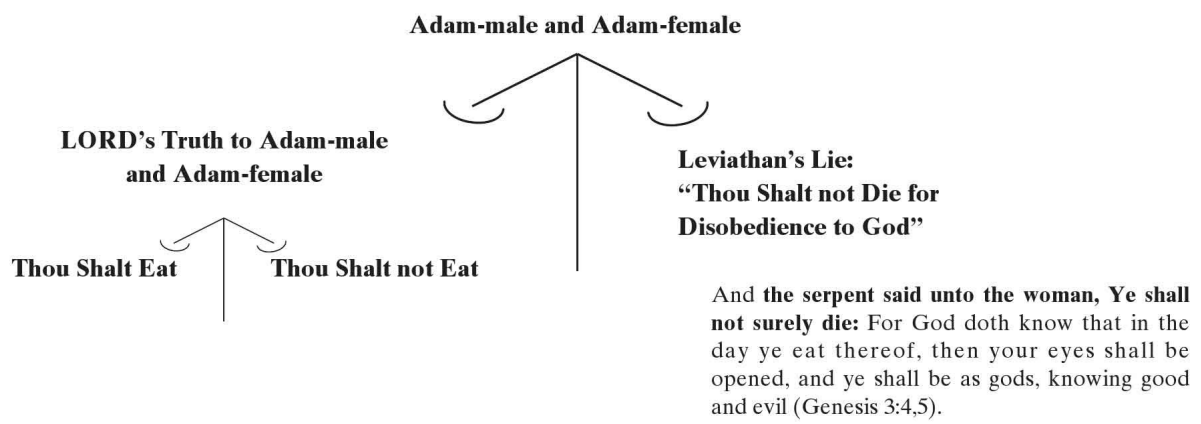 Adam-male and Adam-female
LORD’s Truth to Adam-male
and Adam-female
Thou Shalt Eat
Thou Shalt not Eat
Leviathan’s Lie:
“Thou Shalt not Die for
Disobedience to God”
And the serpent said unto the woman, Ye shall
not surely die: For God doth know that in the
day ye eat thereof, then your eyes shall be
opened, and ye shall be as gods, knowing good
and evil (Genesis 3:4,5).